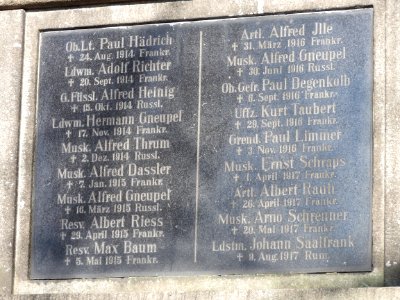 Ob. Lt. Paul Hädrich
† 24. Aug. 1914 Frankr.
Ldwm. Adolf Richter
† 20. Sept. 1914 Frankr.
G. Füssl. Alfred Heinig
† 15. Okt. 1914 Russl.
Ldwm. Hermann Gneupel
† 17. Nov. 1914 Frankr.
Musk. Alfred Thrum
† 2. Dez. 1914 Russl.
Musk. Alfred Dassler
† 7. Jan. 1915 Frankr.
Musk. Alfred Gneupel
† 16. März 1915 Russl.
Resv. Albert Riess
† 29. April 1915 Frankr.
Resv. Max Baum
† 5. Mai 1915 Frankr.
Artl. Alfred Jlle
† 31. März 1916 Frankr.
Musk. Alfred Gneupel
† 30. Juni 1916 Russl.
Ob. Gefr. Paul Degenkolb
† 6. Sept. 1916 Frankr.
Uffz. Kurt Taubert
† 29. Sept. 1916 Frankr.
Grend. Paul Limmer
† 3. Nov. 1916 Frankr.
Musk. Ernst Schraps
† 4. April 1917 Frankr.
Artl. Albert Rauh
† 26. April 1917 Frankr.
Musk. Arno Schreuner
† 20. Mai 1917 Frankr.
Ldstm. Johann Saalfrank
† 9. Aug. 1917 Rum.